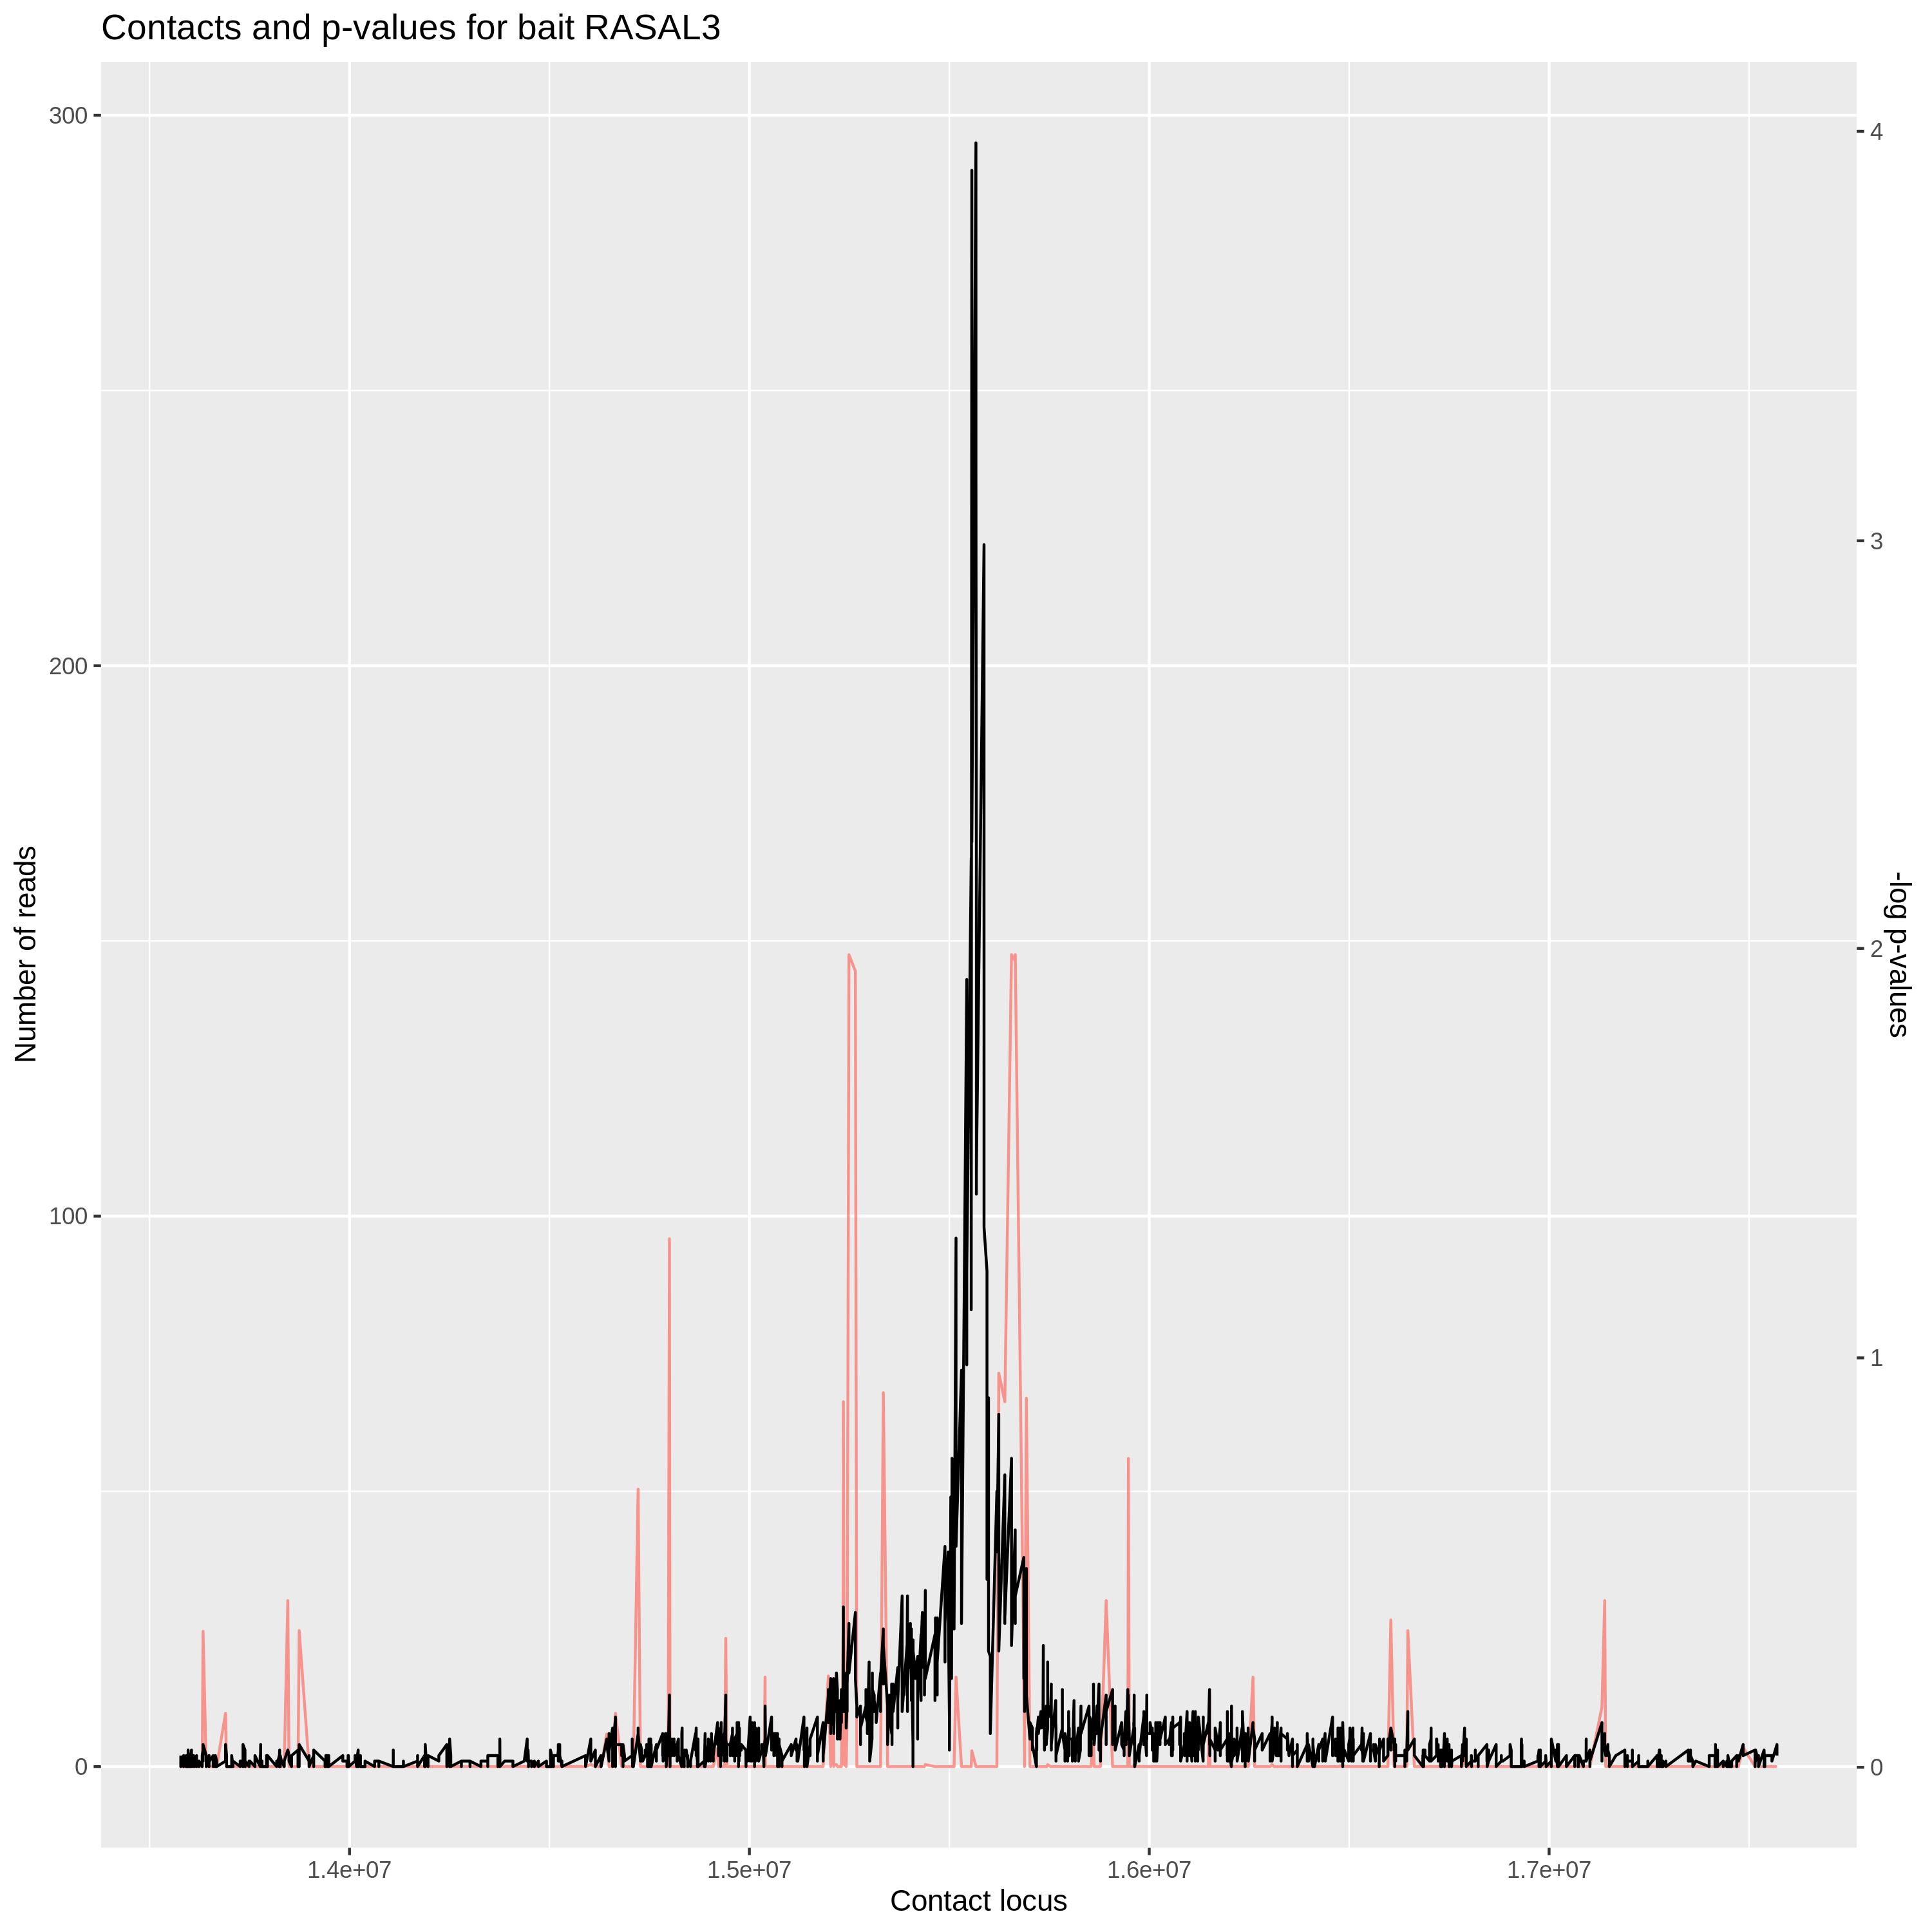 Contacts and p-values for bait RASAL3
300
200
100
0
Number of reads
4
3
2
1
0
-log p-values
1.4e+07
1.5e+07
1.6e+07
1.7e+07
Contact locus